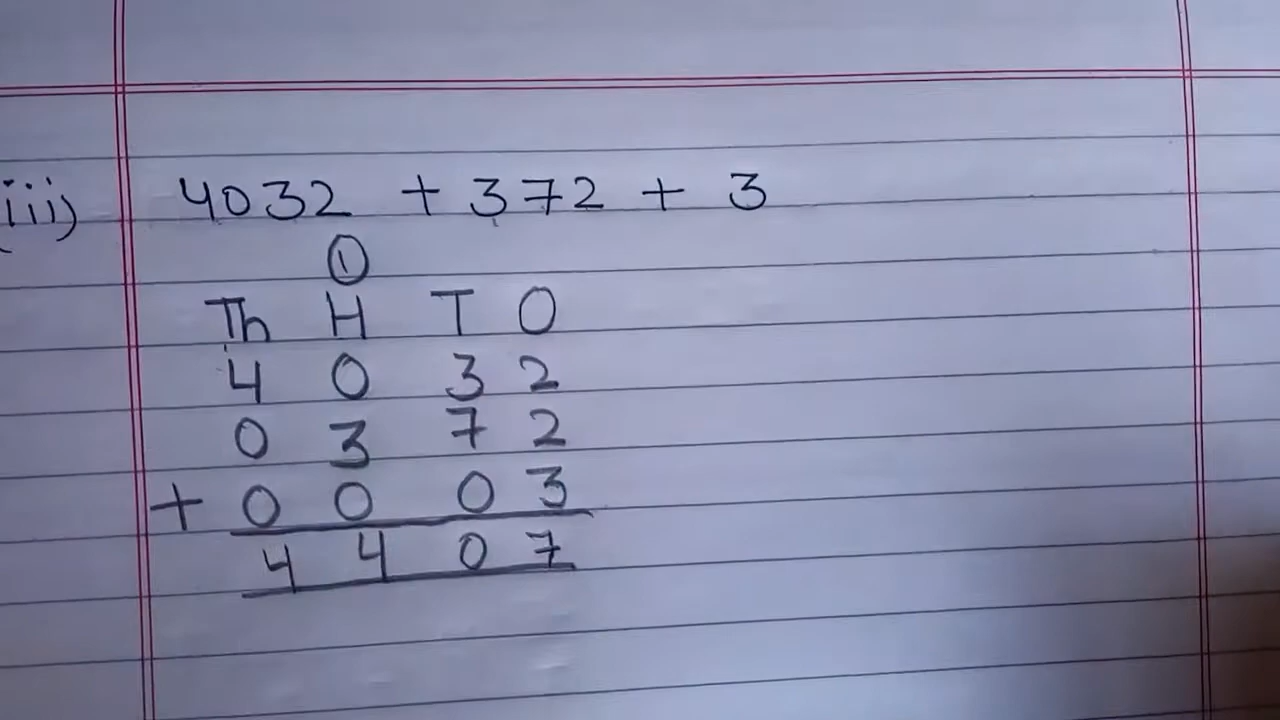 (iii) 4032 + 372 + 3
①
Th H T O
4 0 3 2
0 3 7 2
+ 0 0 0 3
4 4 0 7